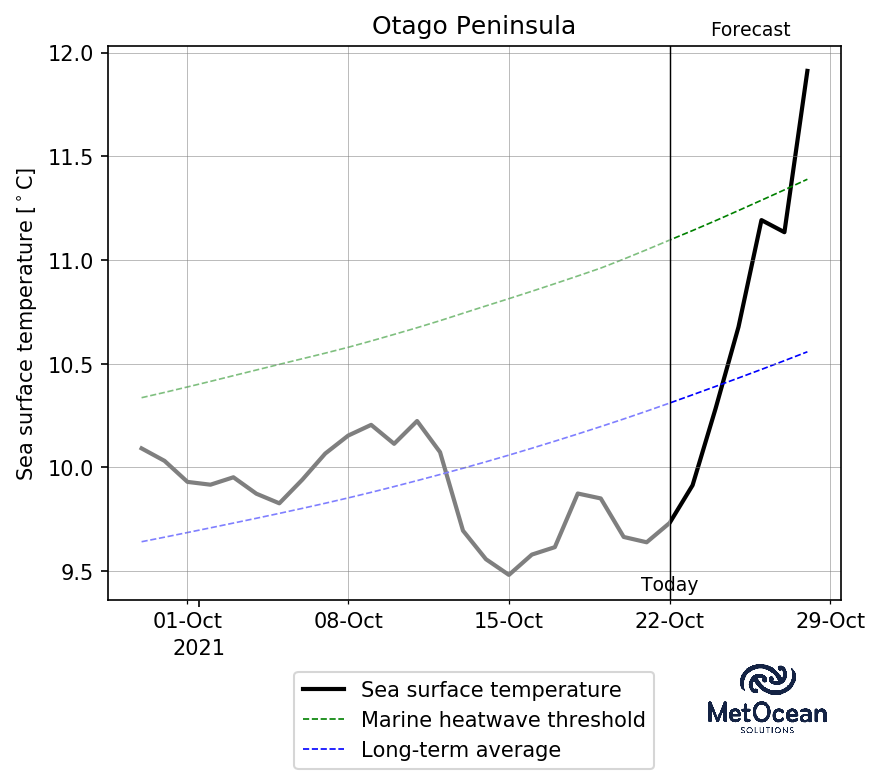 Otago Peninsula
Forecast
Sea surface temperature [°C]
12.0
11.5
11.0
10.5
10.0
9.5
Today
01-Oct
08-Oct
15-Oct
22-Oct
29-Oct
2021
Sea surface temperature
Marine heatwave threshold
Long-term average
MetOcean
SOLUTIONS